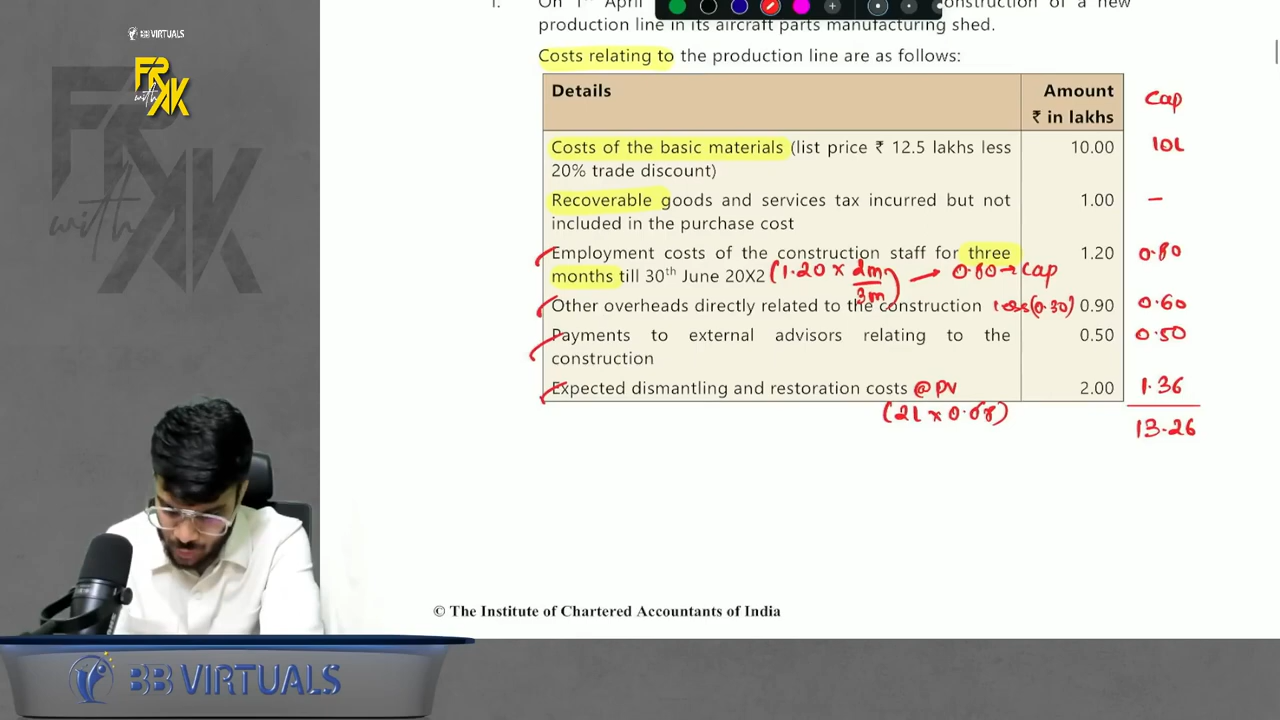 1. On 1st April construction of a new
production line in its aircraft parts manufacturing shed.
Costs relating to the production line are as follows:
Details Amount ₹ in lakhs Cap
Costs of the basic materials (list price ₹ 12.5 lakhs less 10.00 10L
20% trade discount)
Recoverable goods and services tax incurred but not 1.00 –
included in the purchase cost
Employment costs of the construction staff for three 1.20 0.80
months till 30th June 20X2 (1.20 × 2m/3m) → 0.80 → Cap
Other overheads directly related to the construction less(0.30) 0.90 0.60
Payments to external advisors relating to the 0.50 0.50
construction
Expected dismantling and restoration costs @ PV 2.00 1.36
(2L × 0.68)
13.26
© The Institute of Chartered Accountants of India
BB VIRTUALS
FR with AK
FR with AK
BB VIRTUALS